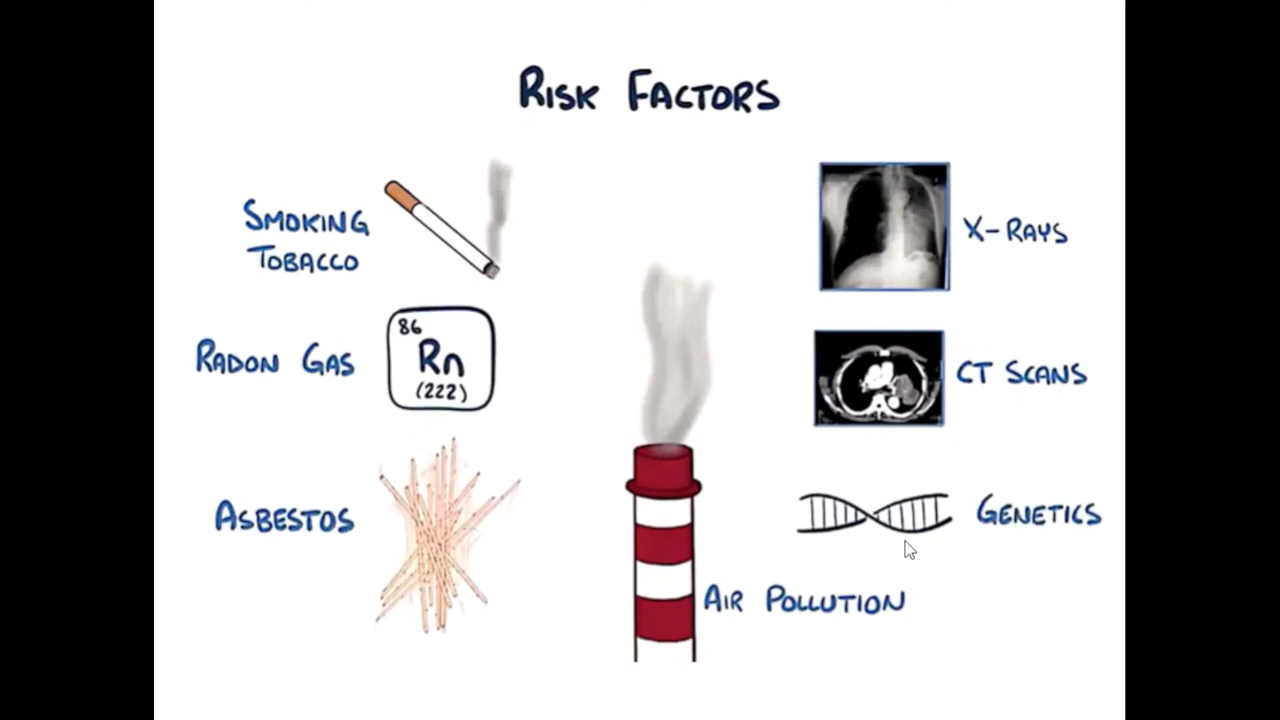 RISK FACTORS
SMOKING
TOBACCO
X-RAYS
RADON GAS
86
Rn
(222)
CT SCANS
ASBESTOS
GENETICS
AIR POLLUTION